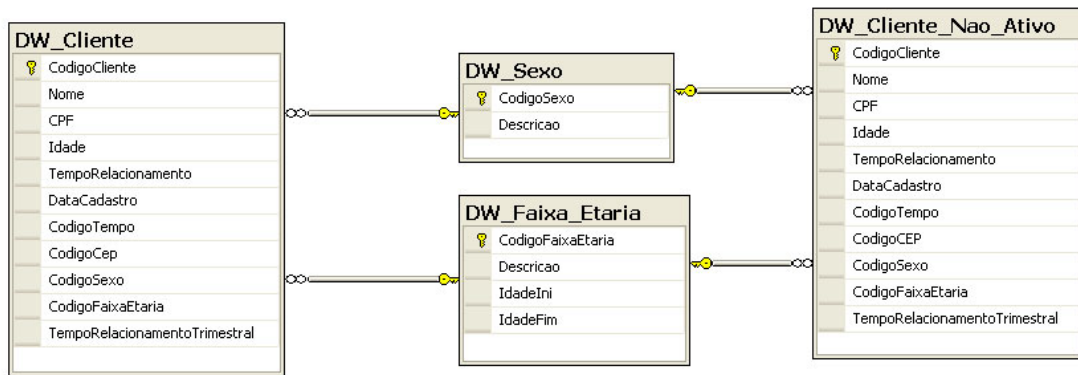 DW_Cliente
CodigoCliente
Nome
CPF
Idade
TempoRelacionamento
DataCadastro
CodigoTempo
CodigoCep
CodigoSexo
CodigoFaixaEtaria
TempoRelacionamentoTrimestral
DW_Sexo
CodigoSexo
Descricao
DW_Faixa_Etaria
CodigoFaixaEtaria
Descricao
IdadeIni
IdadeFim
DW_Cliente_Nao_Ativo
CodigoCliente
Nome
CPF
Idade
TempoRelacionamento
DataCadastro
CodigoTempo
CodigoCEP
CodigoSexo
CodigoFaixaEtaria
TempoRelacionamentoTrimestral